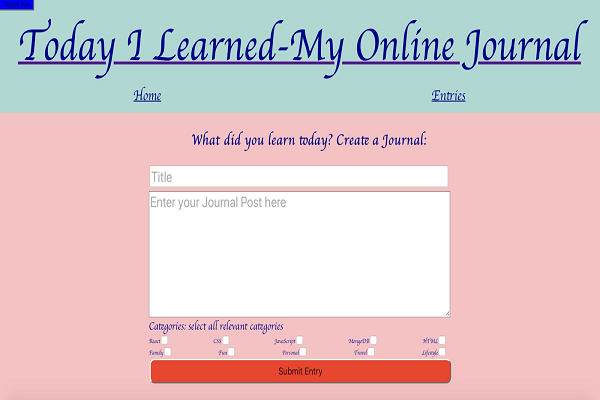 Today I Learned-My Online Journal
Home Entries
What did you learn today? Create a Journal:
Title
Enter your Journal Post here
Categories: select all relevant categories
React CSS JavaScript MongoDB HTML
Family Fun Personal Travel Lifestyle
Submit Entry